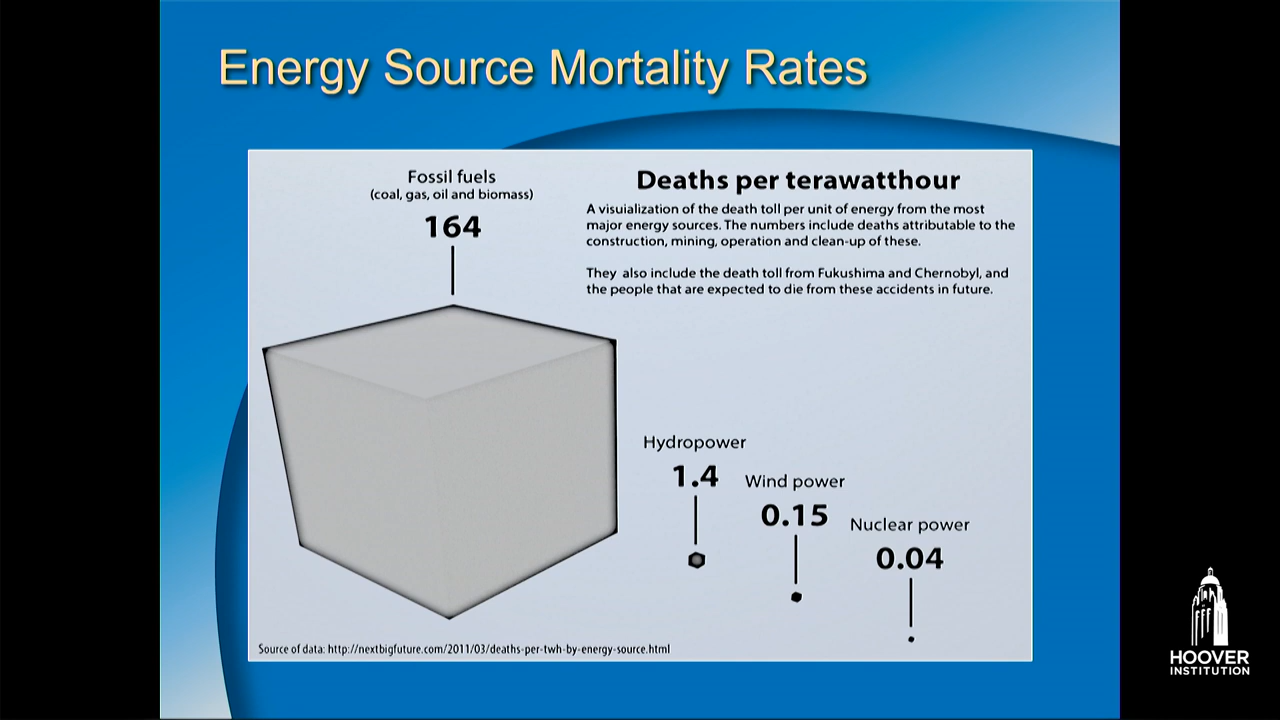 Energy Source Mortality Rates
Fossil fuels
(coal, gas, oil and biomass)
164
Deaths per terawatthour
A visuialization of the death toll per unit of energy from the most
major energy sources. The numbers include deaths attributable to the
construction, mining, operation and clean-up of these.
They also include the death toll from Fukushima and Chernobyl, and
the people that are expected to die from these accidents in future.
Hydropower
1.4
Wind power
0.15
Nuclear power
0.04
Source of data: http://nextbigfuture.com/2011/03/deaths-per-twh-by-energy-source.html
HOOVER
INSTITUTION